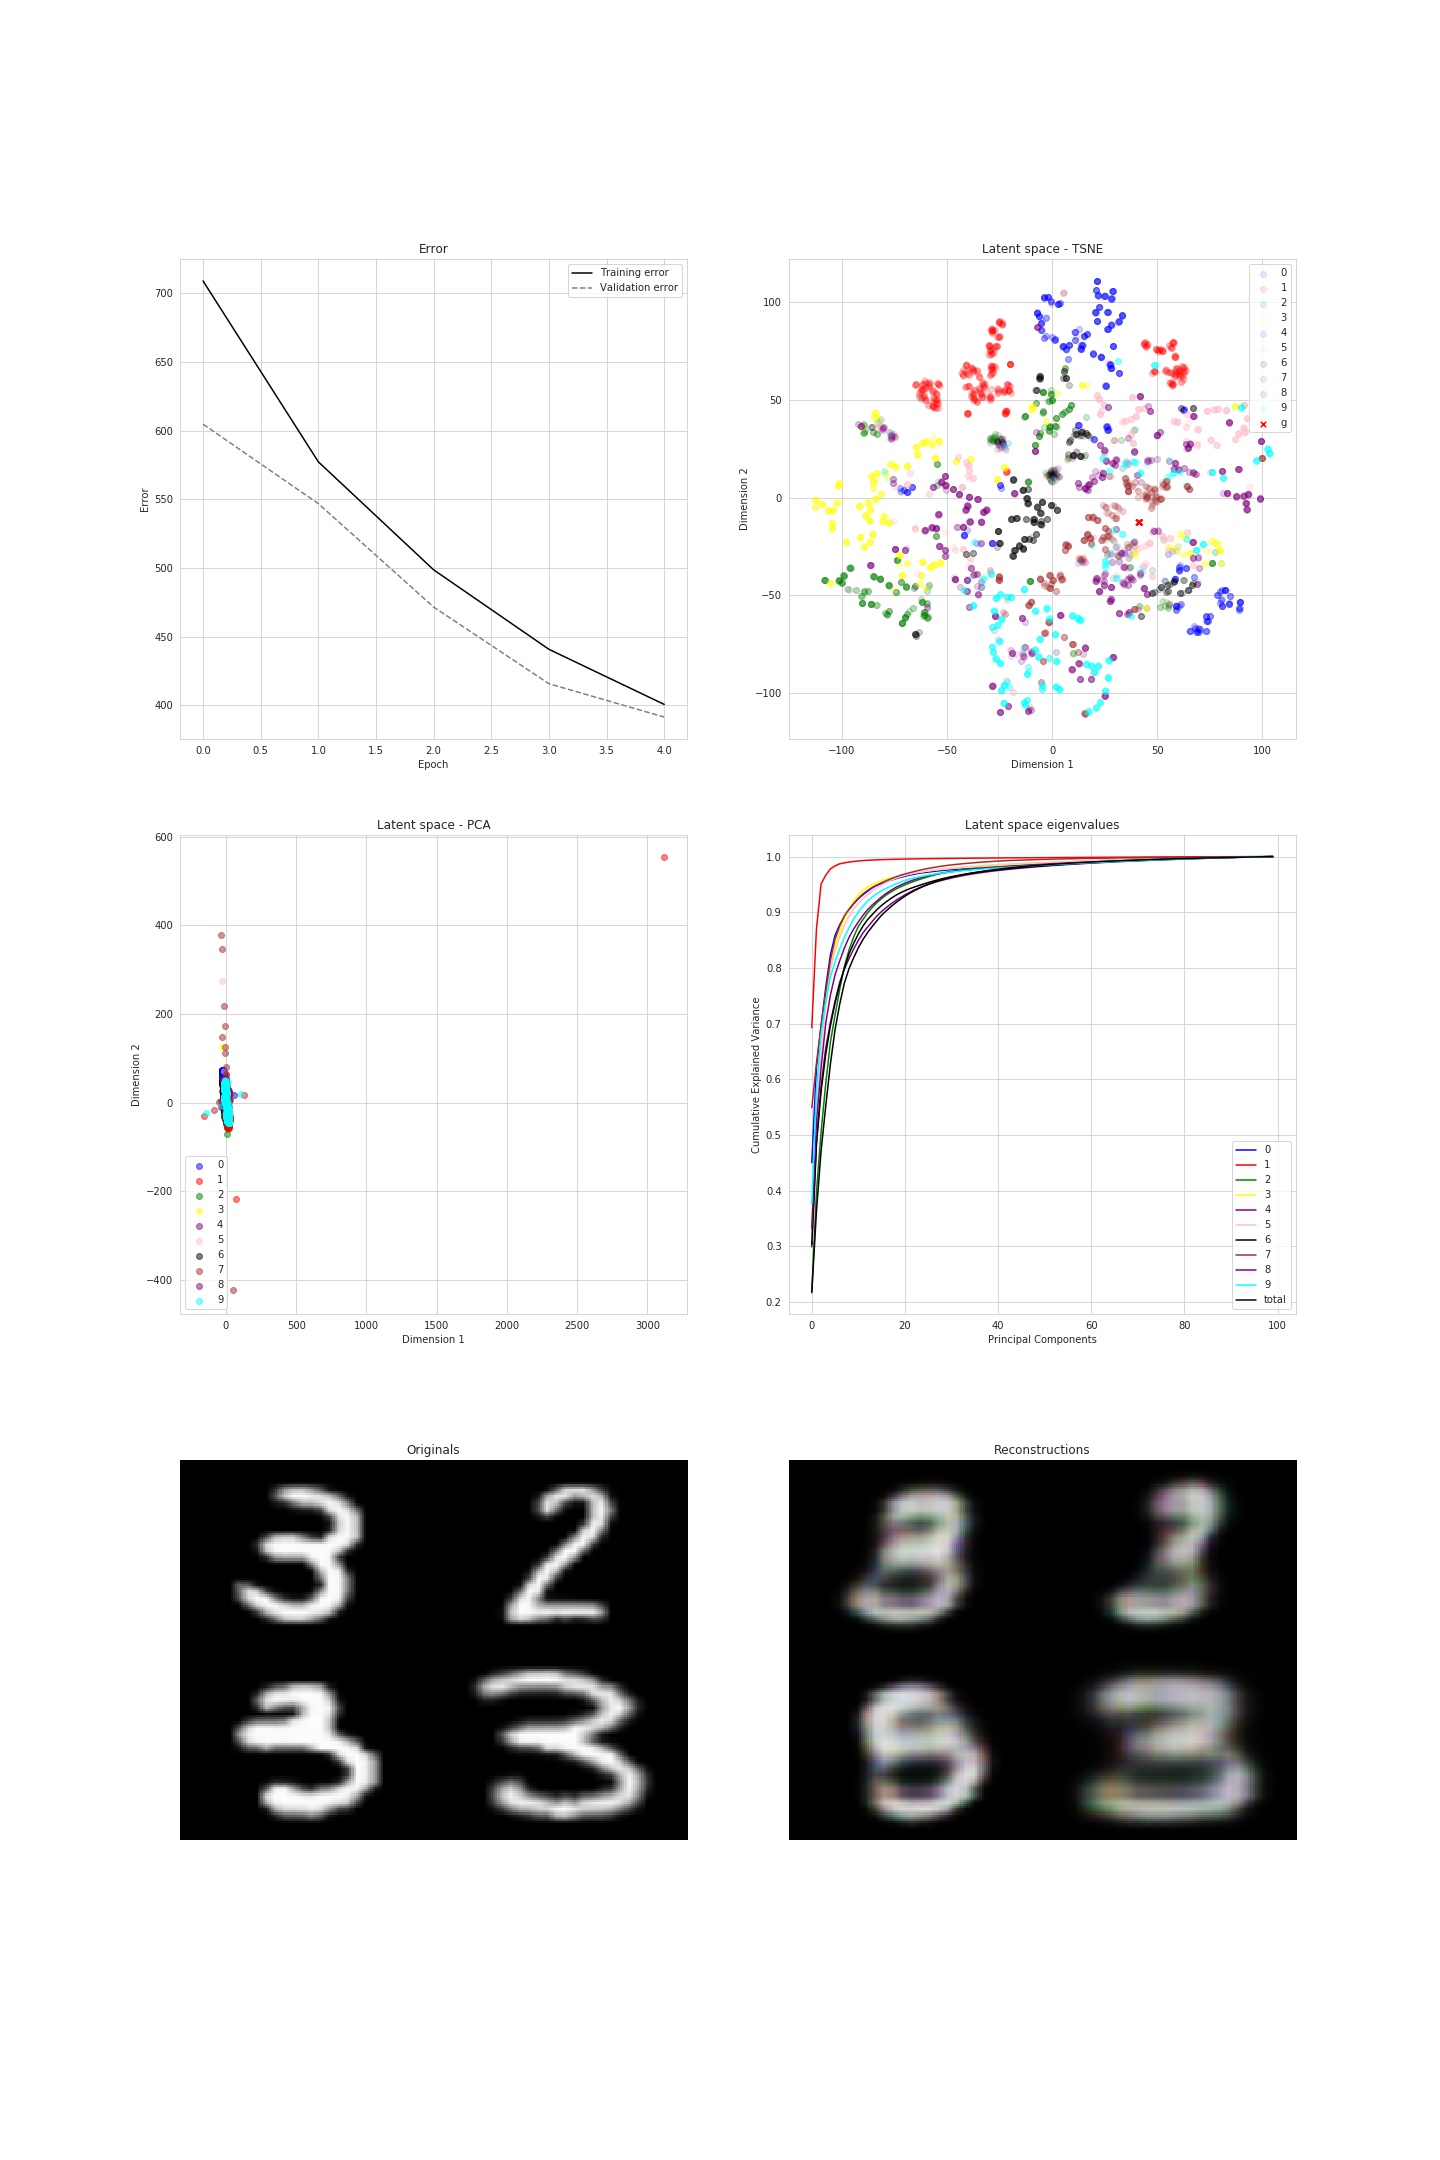 Error
Training error
Validation error
700
650
600
550
500
450
400
Error
0.0 0.5 1.0 1.5 2.0 2.5 3.0 3.5 4.0
Epoch
Latent space - TSNE
0
1
2
3
4
5
6
7
8
9
g
100
50
0
−50
−100
Dimension 2
−100 −50 0 50 100
Dimension 1
Latent space - PCA
600
400
200
0
−200
−400
Dimension 2
0
1
2
3
4
5
6
7
8
9
0 500 1000 1500 2000 2500 3000
Dimension 1
Latent space eigenvalues
1.0
0.9
0.8
0.7
0.6
0.5
0.4
0.3
0.2
Cumulative Explained Variance
0
1
2
3
4
5
6
7
8
9
total
0 20 40 60 80 100
Principal Components
Originals
3 2
3 3
Reconstructions